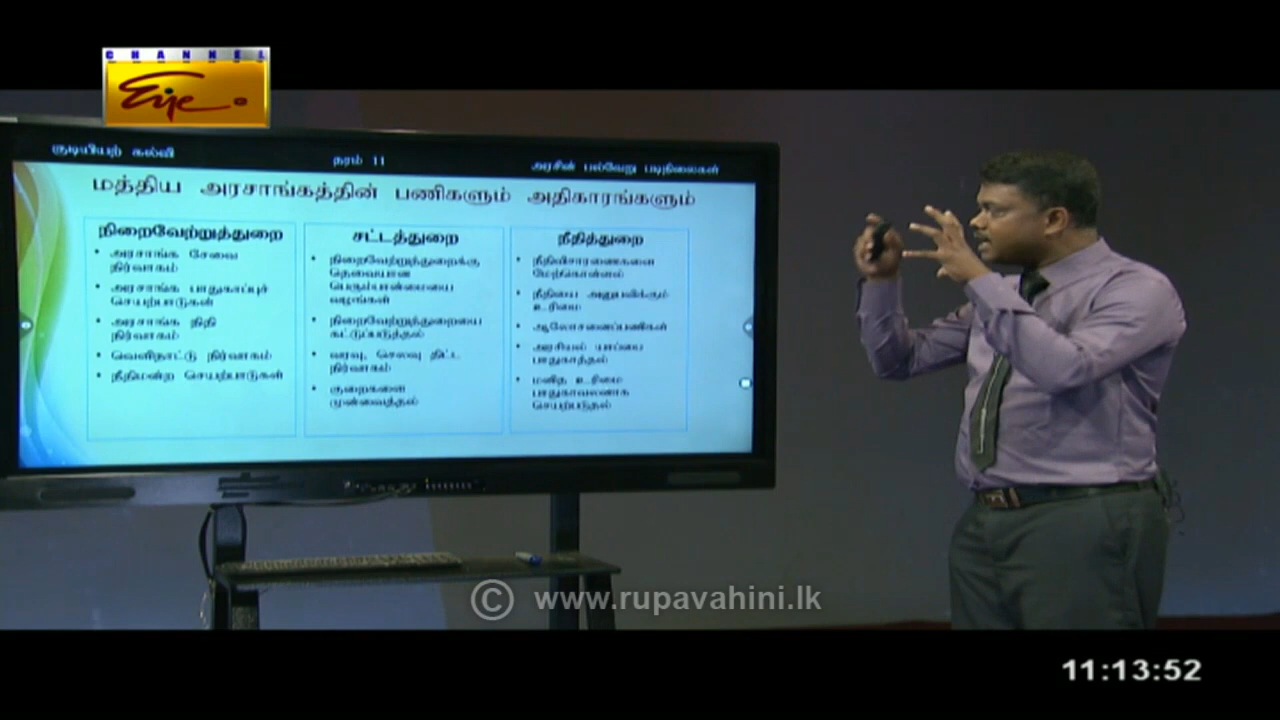 CHANNEL
Eye
குடியியற் கல்வி
தரம் 11
அரசின் பல்வேறு படிநிலைகள்
மத்திய அரசாங்கத்தின் பணிகளும் அதிகாரங்களும்
நிறைவேற்றுத்துறை
• அரசாங்க சேவை
நிர்வாகம்
• அரசாங்க பாதுகாப்புச்
செயற்பாடுகள்
• அரசாங்க நிதி
நிர்வாகம்
• வெளிநாட்டு நிர்வாகம்
• நீதிமன்ற செயற்பாடுகள்
சட்டத்துறை
• நிறைவேற்றுத்துறைக்கு
தேவையான
பெரும்பான்மையை
வழங்கள்
• நிறைவேற்றுத்துறையை
கட்டுப்படுத்தல்
• வரவு, செலவு திட்ட
நிர்வாகம்
• குறைகளை
முன்வைத்தல்
நீதித்துறை
• நீதிவிசாரணைகளை
மேற்கொள்ளல்
• நீதியை அனுபவிக்கும்
உரிமை
• ஆலோசனைப்பணிகள்
• அரசியல் யாப்பை
பாதுகாத்தல்
• மனித உரிமை
பாதுகாவலனாக
செயற்படுதல்
© www.rupavahini.lk
11:13:52